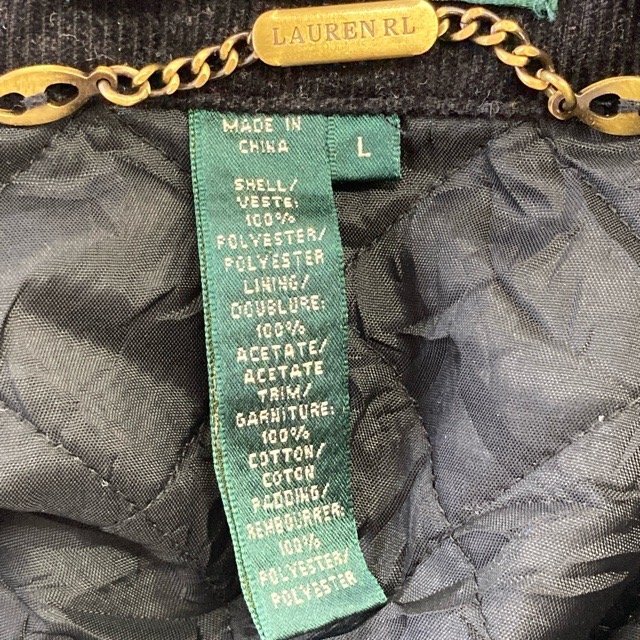 LAUREN RL
MADE IN
CHINA
L
SHELL/
VESTE:
100%
POLYESTER/
POLYESTER
LINING/
DOUBLURE:
100%
ACETATE/
ACETATE
TRIM/
GARNITURE:
100%
COTTON/
COTON
PADDING/
REMBOURRER:
100%
POLYESTER/
POLYESTER